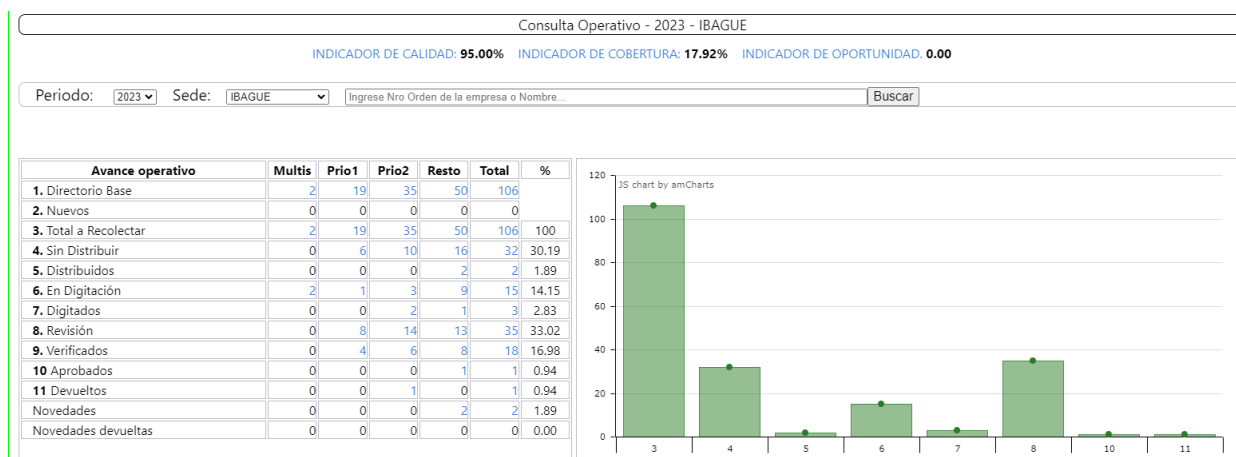 Consulta Operativo - 2023 - IBAGUE
INDICADOR DE CALIDAD: 95.00% INDICADOR DE COBERTURA: 17.92% INDICADOR DE OPORTUNIDAD. 0.00
Periodo: 2023 Sede: IBAGUE Ingrese Nro Orden de la empresa o Nombre... Buscar
Avance operativo Multis Prio1 Prio2 Resto Total %
1. Directorio Base 2 19 35 50 106
2. Nuevos 0 0 0 0 0
3. Total a Recolectar 2 19 35 50 106 100
4. Sin Distribuir 0 6 10 16 32 30.19
5. Distribuidos 0 0 0 2 2 1.89
6. En Digitación 2 1 3 9 15 14.15
7. Digitados 0 0 2 1 3 2.83
8. Revisión 0 8 14 13 35 33.02
9. Verificados 0 4 6 8 18 16.98
10 Aprobados 0 0 0 1 1 0.94
11 Devueltos 0 0 1 0 1 0.94
Novedades 0 0 0 2 2 1.89
Novedades devueltas 0 0 0 0 0 0.00
JS chart by amCharts
120
100
80
60
40
20
0
3 4 5 6 7 8 10 11